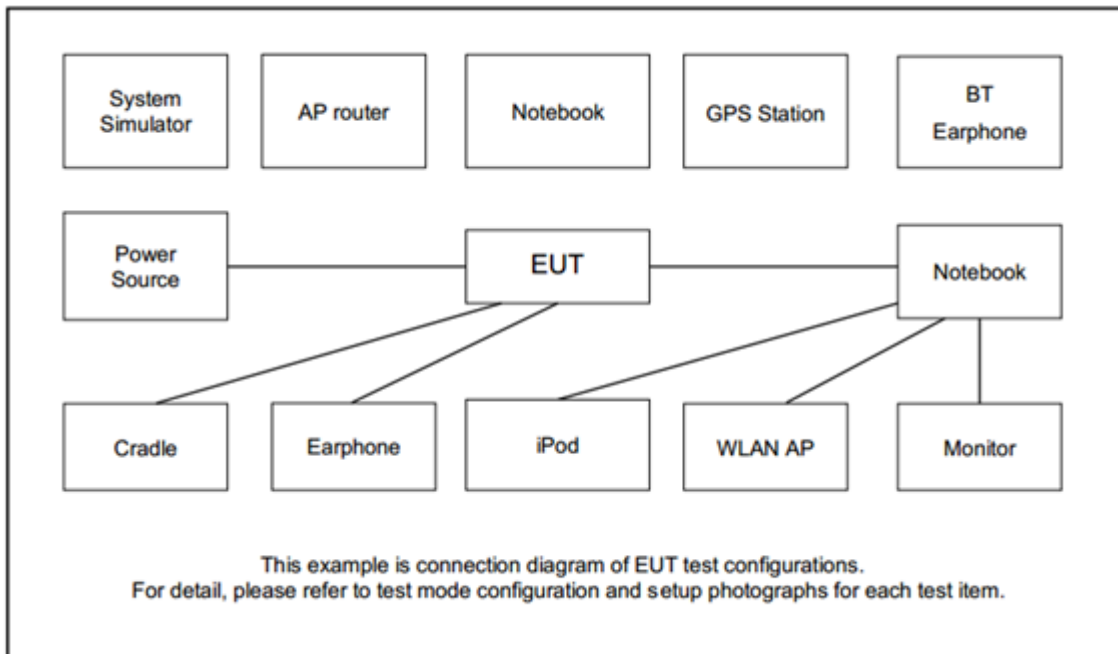 System
Simulator
AP router
Notebook
GPS Station
BT
Earphone
Power
Source
EUT
Notebook
Cradle
Earphone
iPod
WLAN AP
Monitor
This example is connection diagram of EUT test configurations.
For detail, please refer to test mode configuration and setup photographs for each test item.